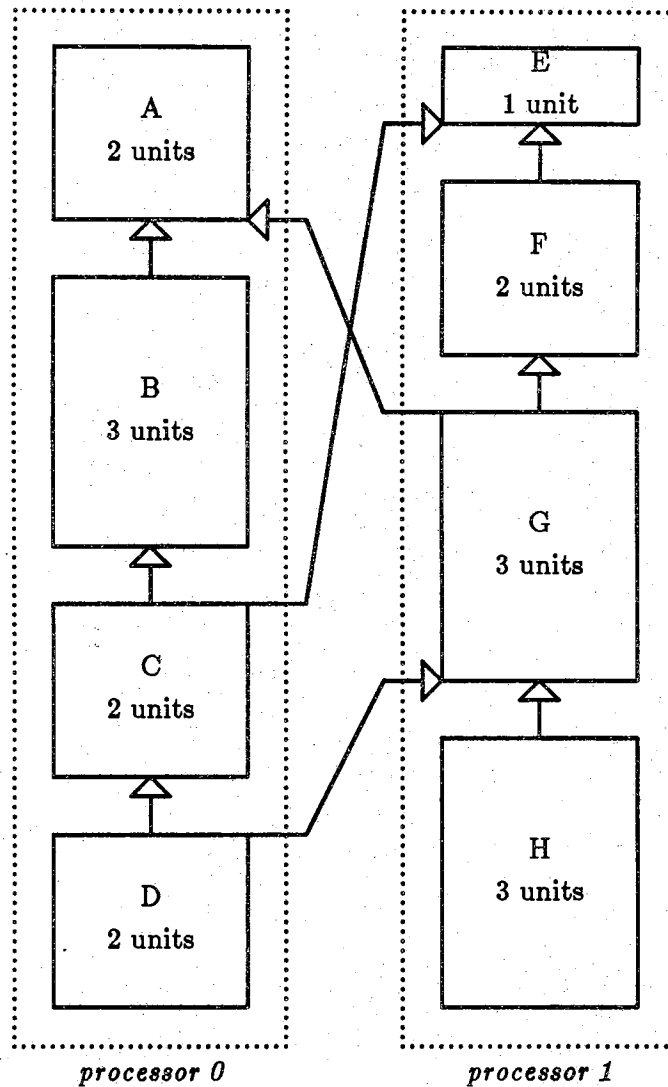 A
2 units
B
3 units
C
2 units
D
2 units
processor 0
E
1 unit
F
2 units
G
3 units
H
3 units
processor 1